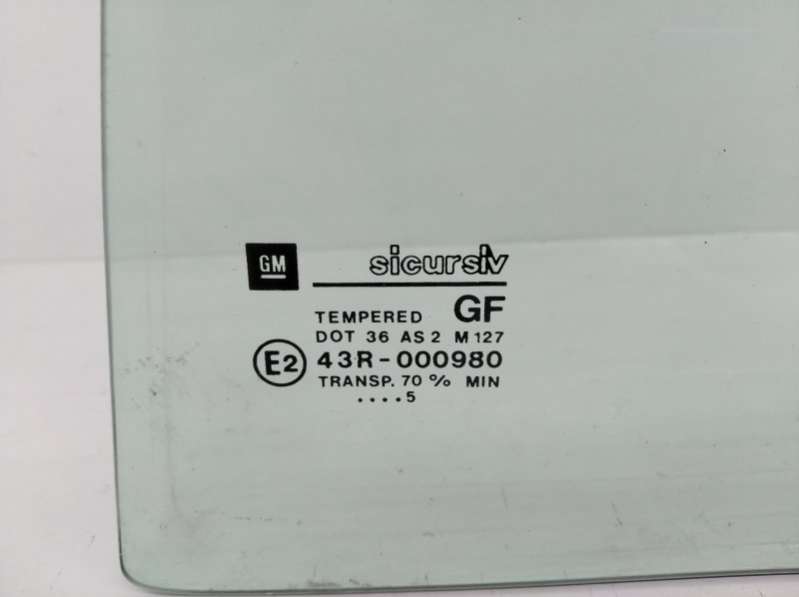 GM sicursiv
TEMPERED GF
DOT 36 AS2 M127
E2 43R-000980
TRANSP. 70 % MIN
....5